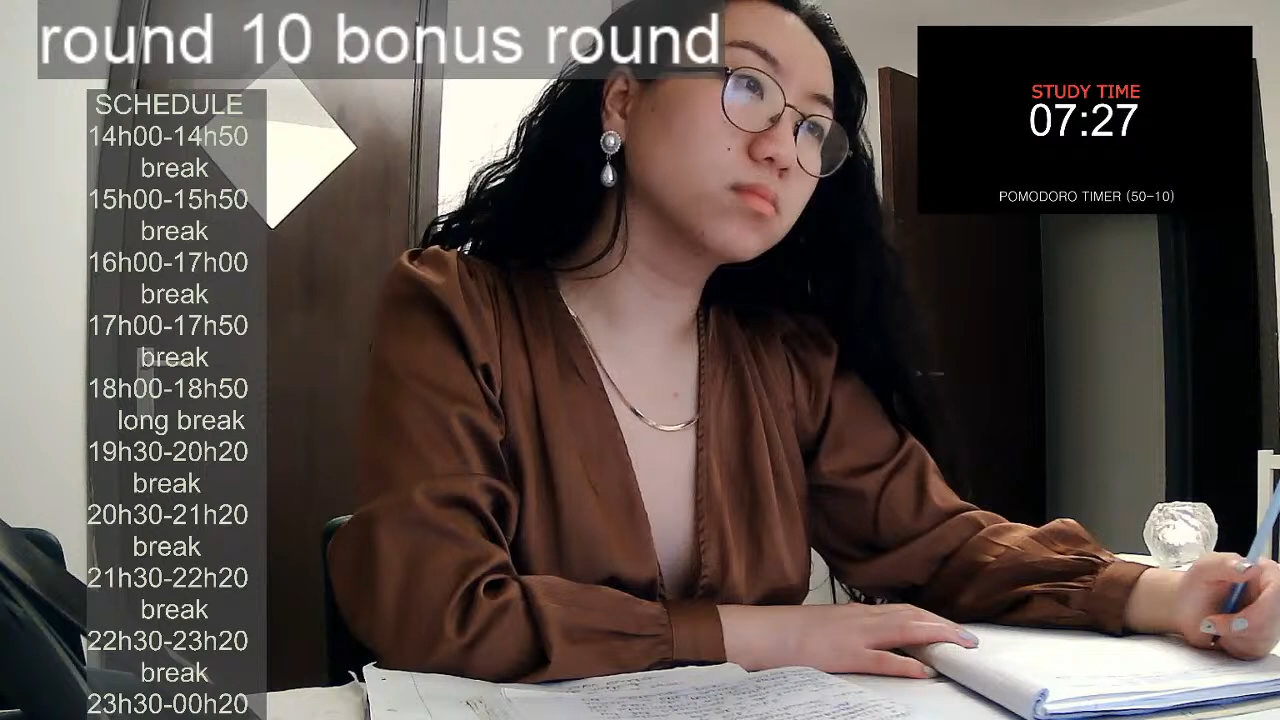 round 10 bonus round
SCHEDULE
14h00-14h50
break
15h00-15h50
break
16h00-17h00
break
17h00-17h50
break
18h00-18h50
long break
19h30-20h20
break
20h30-21h20
break
21h30-22h20
break
22h30-23h20
break
23h30-00h20
STUDY TIME
07:27
POMODORO TIMER (50-10)